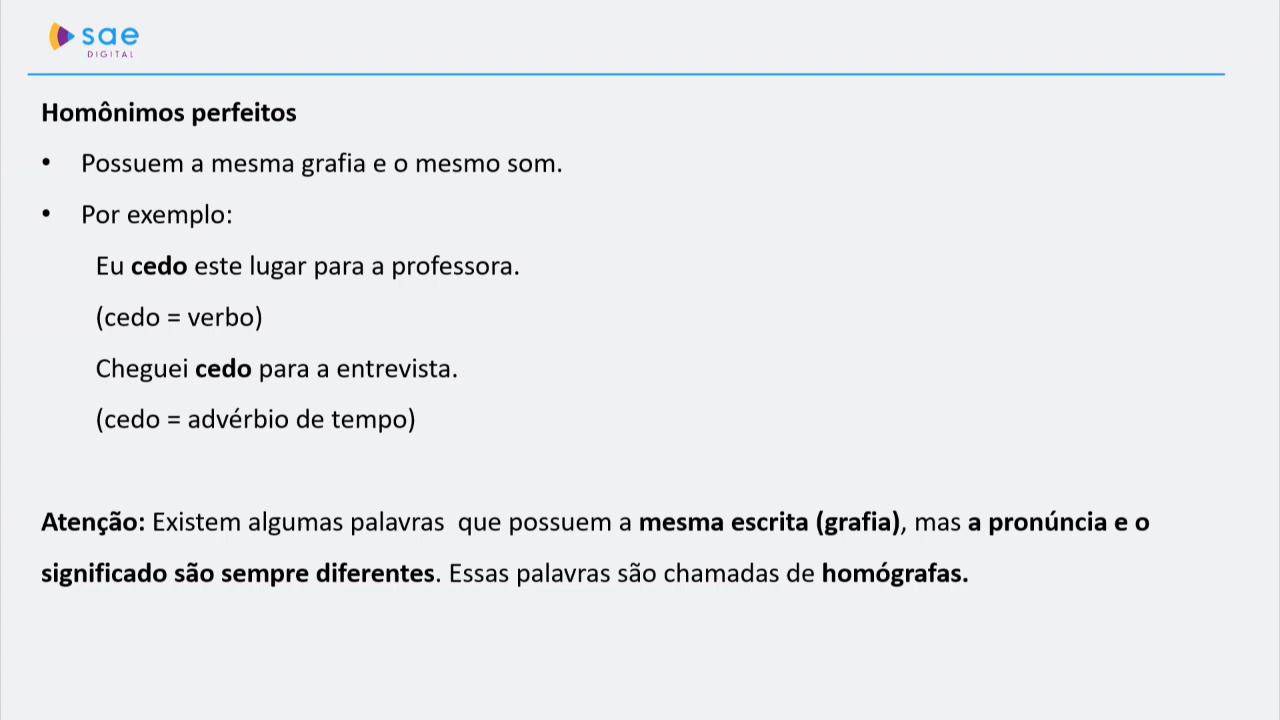 sae
DIGITAL
Homônimos perfeitos
• Possuem a mesma grafia e o mesmo som.
• Por exemplo:
Eu cedo este lugar para a professora.
(cedo = verbo)
Cheguei cedo para a entrevista.
(cedo = advérbio de tempo)
Atenção: Existem algumas palavras  que possuem a mesma escrita (grafia), mas a pronúncia e o
significado são sempre diferentes. Essas palavras são chamadas de homógrafas.